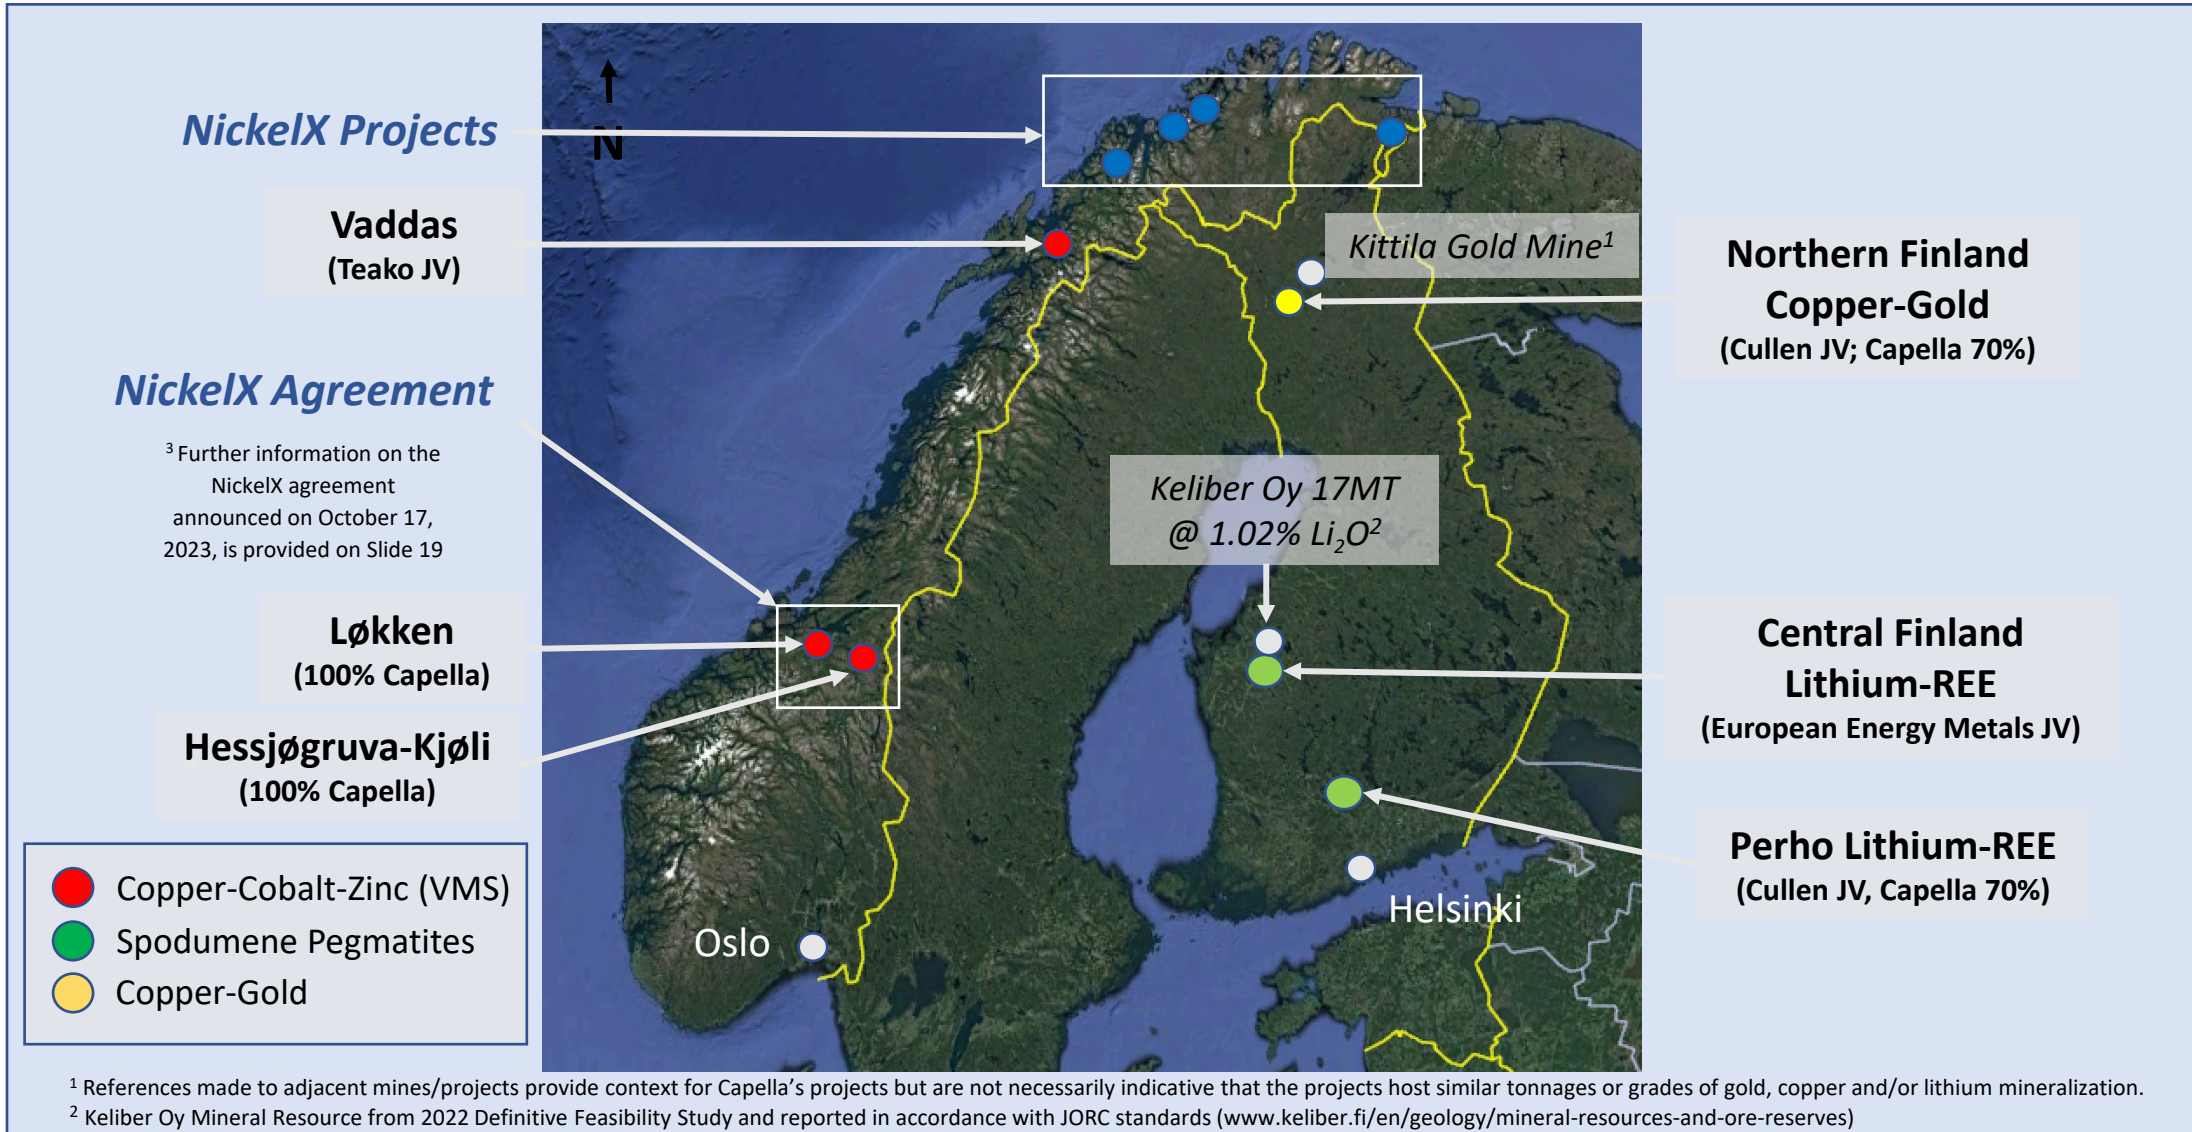 NickelX Projects
Vaddas
(Teako JV)
NickelX Agreement
³ Further information on the
NickelX agreement
announced on October 17,
2023, is provided on Slide 19
Løkken
(100% Capella)
Hessjøgruva-Kjøli
(100% Capella)
Copper-Cobalt-Zinc (VMS)
Spodumene Pegmatites
Copper-Gold
N
Kittila Gold Mine¹
Keliber Oy 17MT
@ 1.02% Li₂O²
Oslo
Helsinki
Northern Finland
Copper-Gold
(Cullen JV; Capella 70%)
Central Finland
Lithium-REE
(European Energy Metals JV)
Perho Lithium-REE
(Cullen JV, Capella 70%)
¹ References made to adjacent mines/projects provide context for Capella’s projects but are not necessarily indicative that the projects host similar tonnages or grades of gold, copper and/or lithium mineralization.
² Keliber Oy Mineral Resource from 2022 Definitive Feasibility Study and reported in accordance with JORC standards (www.keliber.fi/en/geology/mineral-resources-and-ore-reserves)